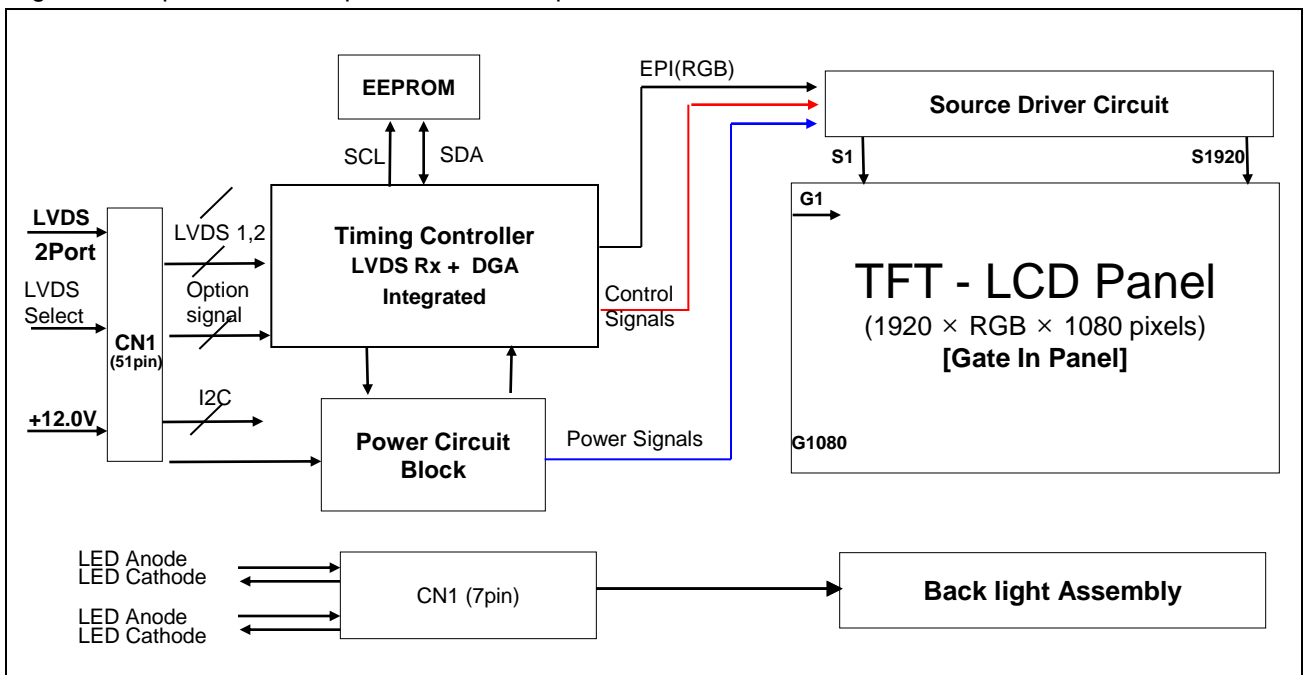 EEPROM
SCL
SDA
EPI(RGB)
Source Driver Circuit
S1
S1920
LVDS
2Port
LVDS
Select
+12.0V
CN1
(51pin)
LVDS 1,2
Option
signal
I2C
Timing Controller
LVDS Rx + DGA
Integrated
Control
Signals
Power Circuit
Block
Power Signals
G1
TFT - LCD Panel
(1920 × RGB × 1080 pixels)
[Gate In Panel]
G1080
LED Anode
LED Cathode
LED Anode
LED Cathode
CN1 (7pin)
Back light Assembly